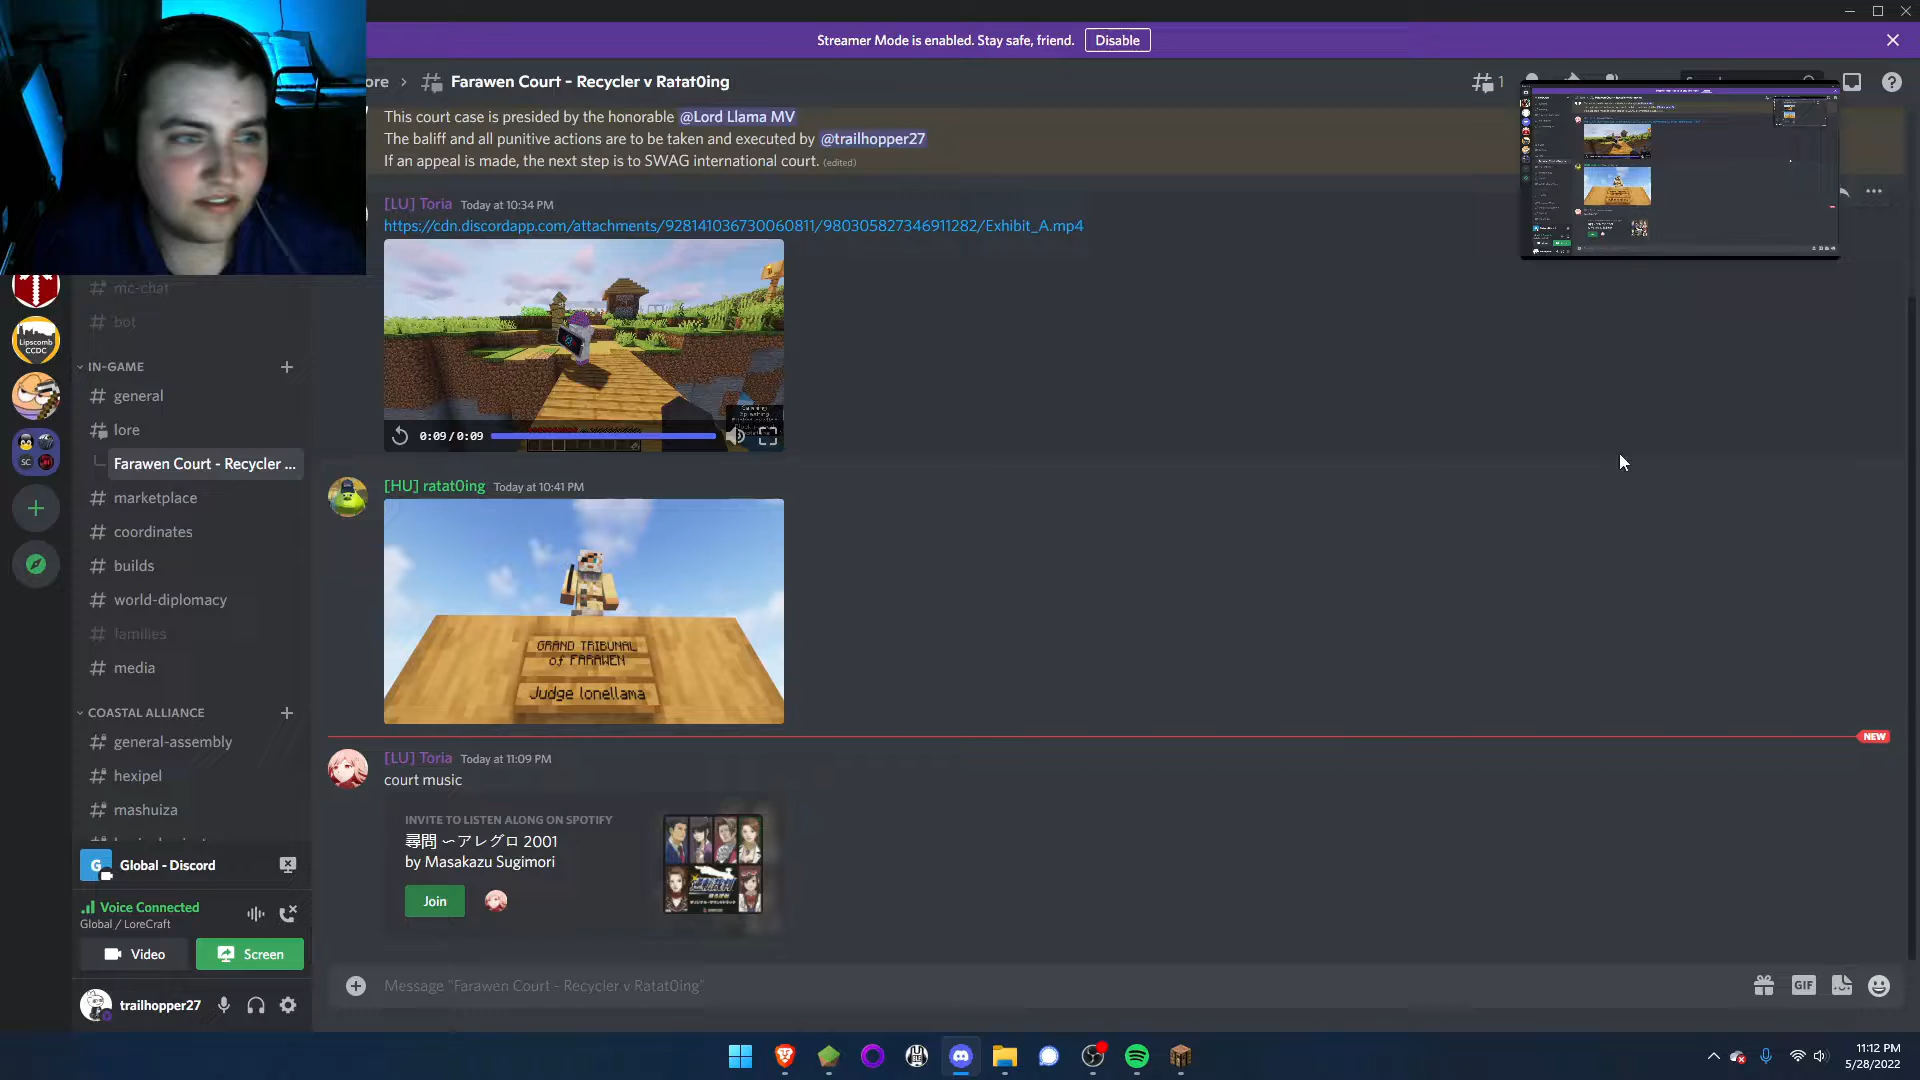 Streamer Mode is enabled. Stay safe, friend.
Disable
ore › Farawen Court - Recycler v Ratat0ing
1
This court case is presided by the honorable @Lord Llama MV
The baliff and all punitive actions are to be taken and executed by @trailhopper27
If an appeal is made, the next step is to SWAG international court. (edited)
[LU] Toria Today at 10:34 PM
https://cdn.discordapp.com/attachments/928141036730060811/980305827346911282/Exhibit_A.mp4
0:09/0:09
[HU] ratat0ing Today at 10:41 PM
GRAND TRIBUNAL
of FARAWEN
Judge lonellama
NEW
[LU] Toria Today at 11:09 PM
court music
INVITE TO LISTEN ALONG ON SPOTIFY
尋問 ~アレグロ 2001
by Masakazu Sugimori
Join
Message "Farawen Court - Recycler v Ratat0ing"
GIF
Lipscomb
CCDC
SC
mc-chat
bot
IN-GAME
general
lore
Farawen Court - Recycler ...
marketplace
coordinates
builds
world-diplomacy
families
media
COASTAL ALLIANCE
general-assembly
hexipel
mashuiza
G
Global - Discord
Voice Connected
Global / LoreCraft
Video
Screen
trailhopper27
11:12 PM
5/28/2022